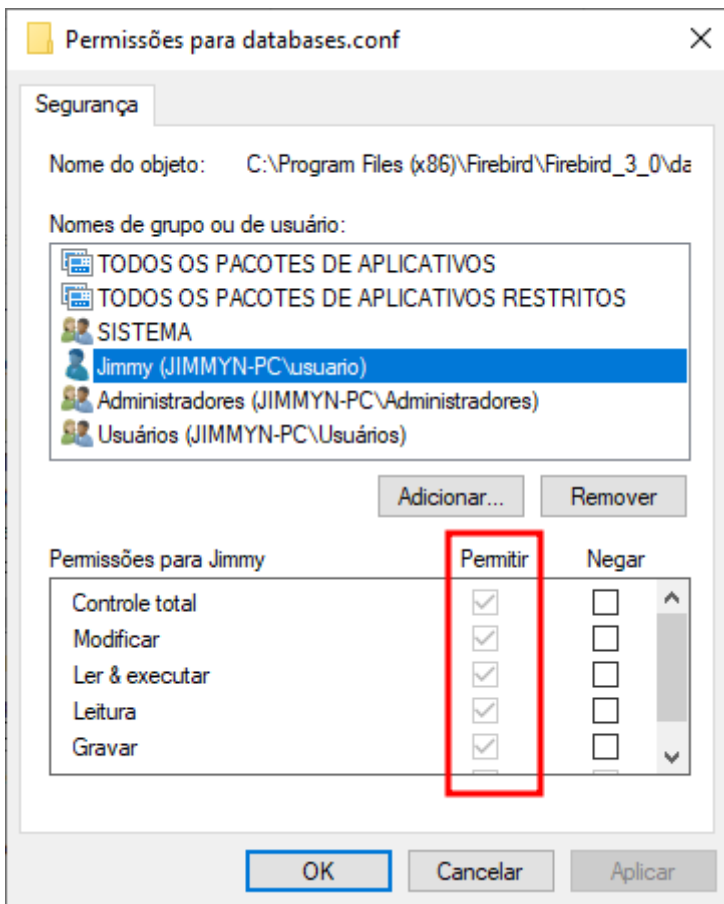 Permissões para databases.conf
Segurança
Nome do objeto: C:\Program Files (x86)\Firebird\Firebird_3_0\da
Nomes de grupo ou de usuário:
TODOS OS PACOTES DE APLICATIVOS
TODOS OS PACOTES DE APLICATIVOS RESTRITOS
SISTEMA
Jimmy (JIMMYN-PC\usuario)
Administradores (JIMMYN-PC\Administradores)
Usuários (JIMMYN-PC\Usuários)
Adicionar... Remover
Permissões para Jimmy Permitir Negar
Controle total
Modificar
Ler & executar
Leitura
Gravar
OK Cancelar Aplicar